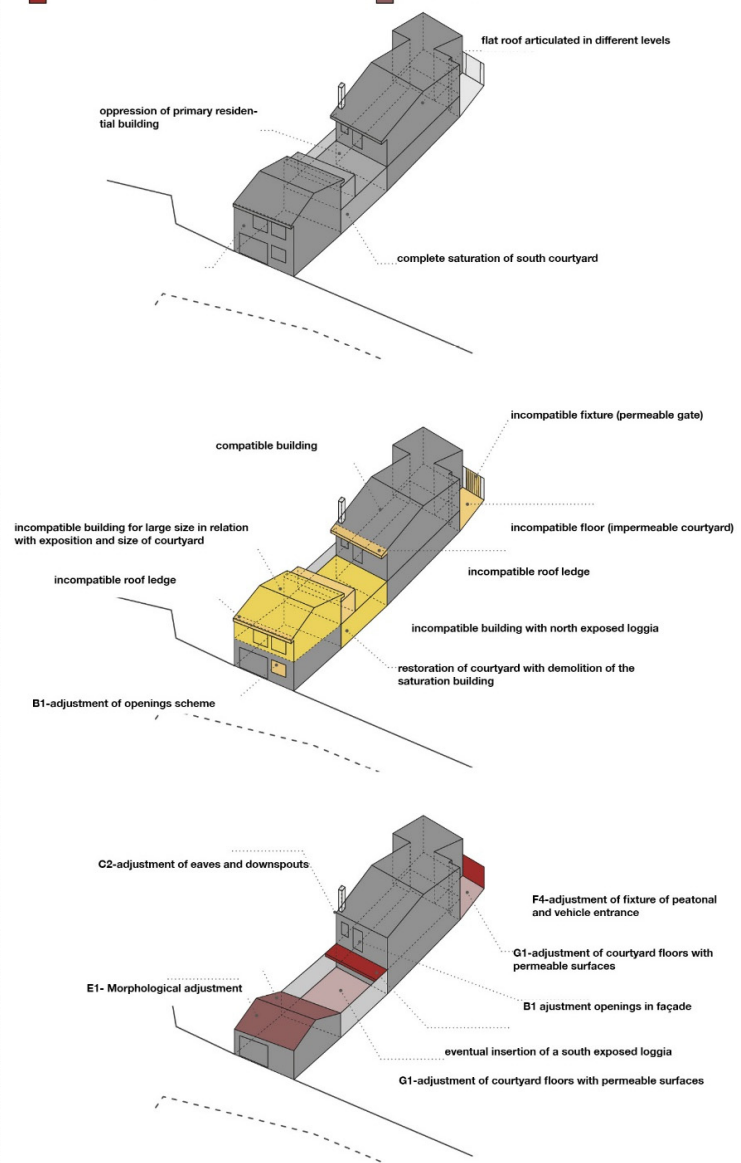 flat roof articulated in different levels
oppression of primary residen-
tial building
complete saturation of south courtyard
incompatible fixture (permeable gate)
compatible building
incompatible building for large size in relation
with exposition and size of courtyard
incompatible floor (impermeable courtyard)
incompatible roof ledge
incompatible roof ledge
incompatible building with north exposed loggia
restoration of courtyard with demolition of the
saturation building
B1-adjustment of openings scheme
C2-adjustment of eaves and downspouts
F4-adjustment of fixture of peatonal
and vehicle entrance
G1-adjustment of courtyard floors with
permeable surfaces
E1- Morphological adjustment
B1 ajustment openings in façade
eventual insertion of a south exposed loggia
G1-adjustment of courtyard floors with permeable surfaces